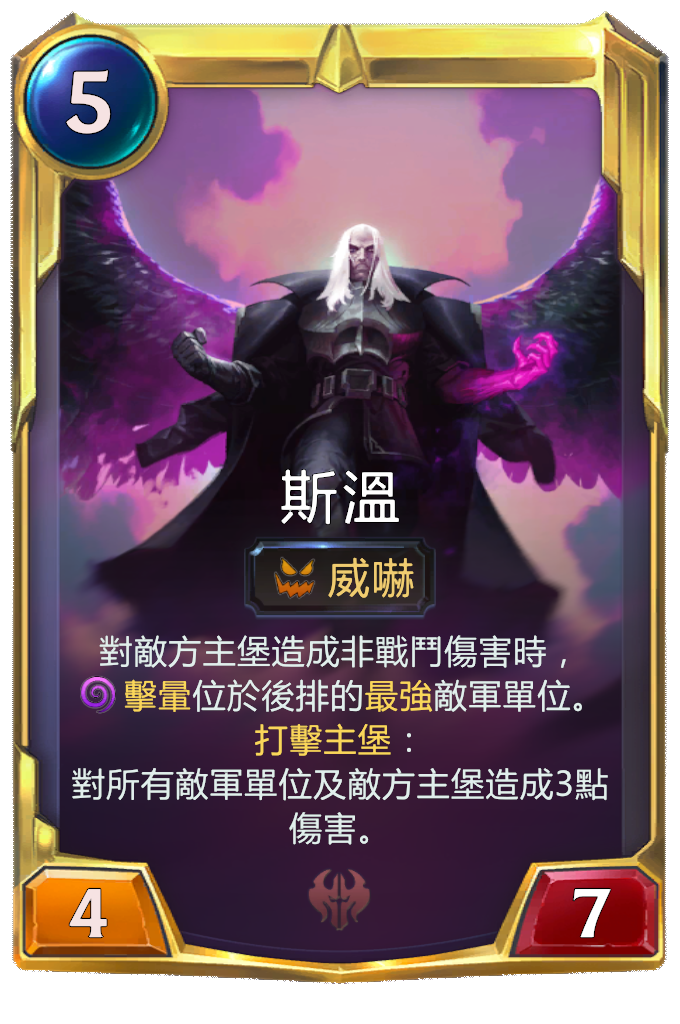 5
斯溫
威嚇
對敵方主堡造成非戰鬥傷害時，
擊暈位於後排的最強敵軍單位。
打擊主堡：
對所有敵軍單位及敵方主堡造成3點
傷害。
4
7